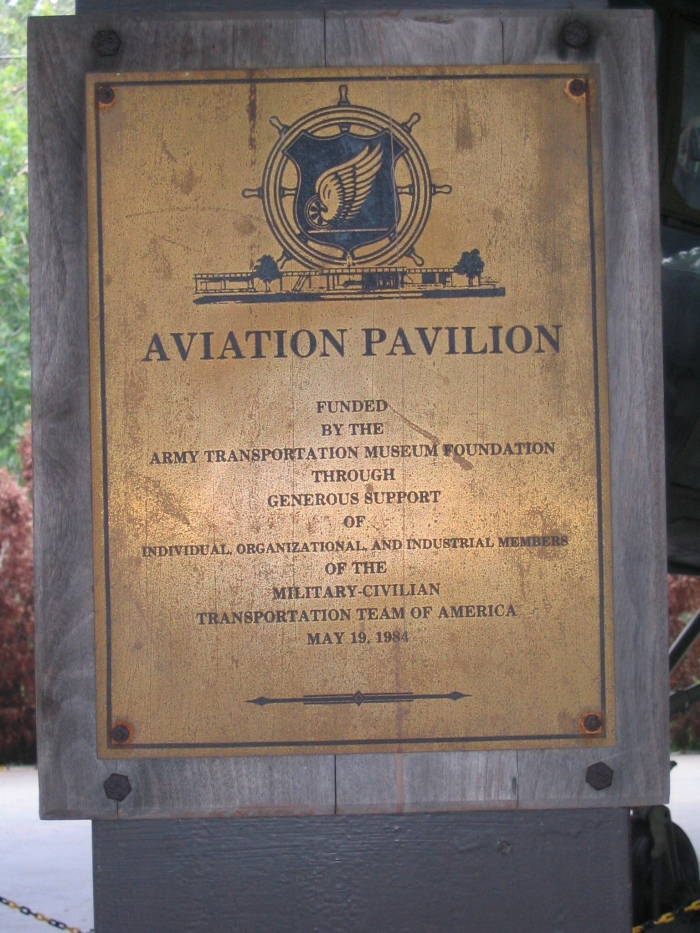 AVIATION PAVILION
FUNDED
BY THE
ARMY TRANSPORTATION MUSEUM FOUNDATION
THROUGH
GENEROUS SUPPORT
OF
INDIVIDUAL, ORGANIZATIONAL, AND INDUSTRIAL MEMBERS
OF THE
MILITARY-CIVILIAN
TRANSPORTATION TEAM OF AMERICA
MAY 19, 1984